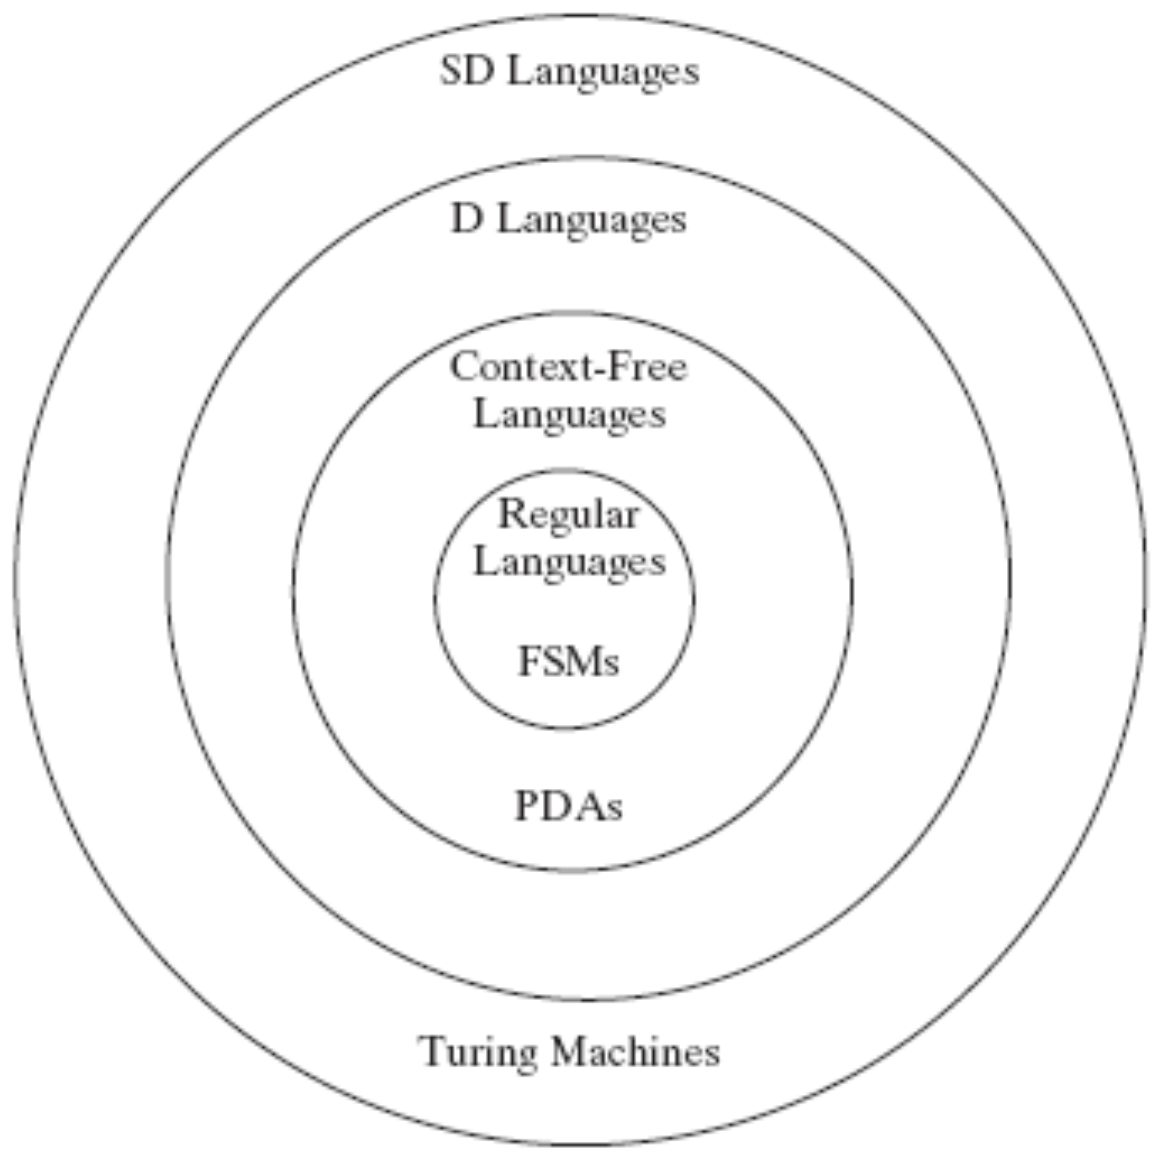 SD Languages
D Languages
Context-Free
Languages
Regular
Languages
FSMs
PDAs
Turing Machines